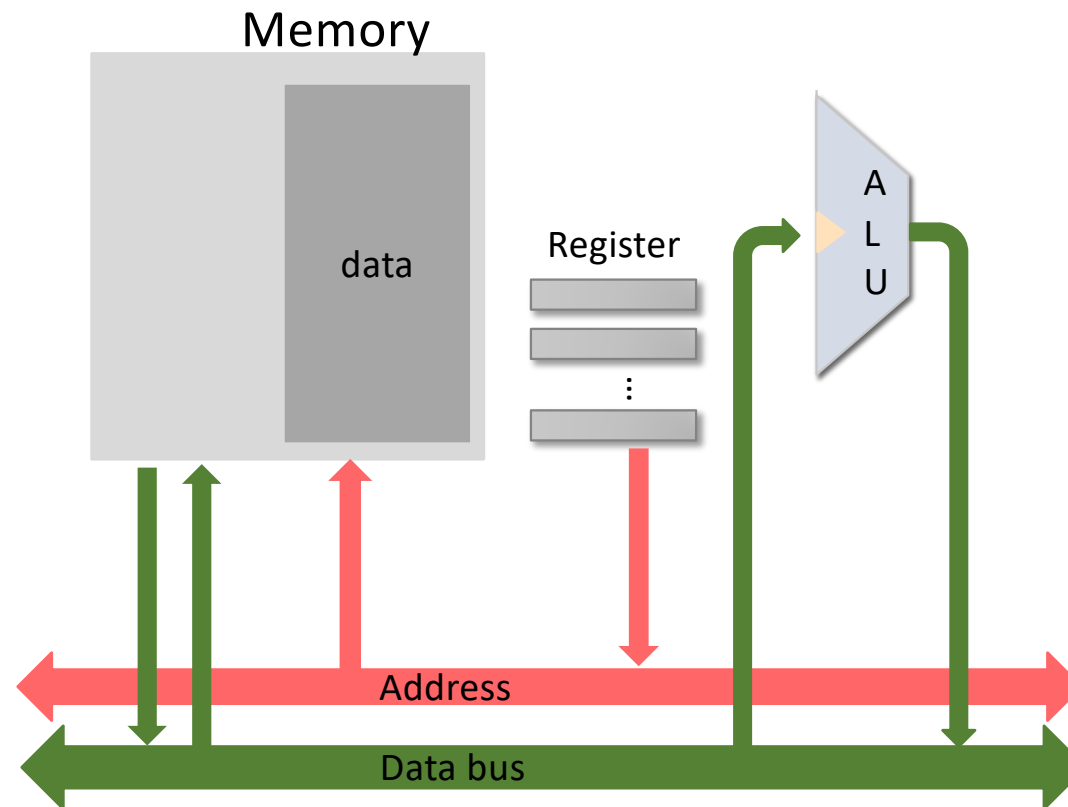 Memory
data
Register
⋮
A
L
U
Address
Data bus